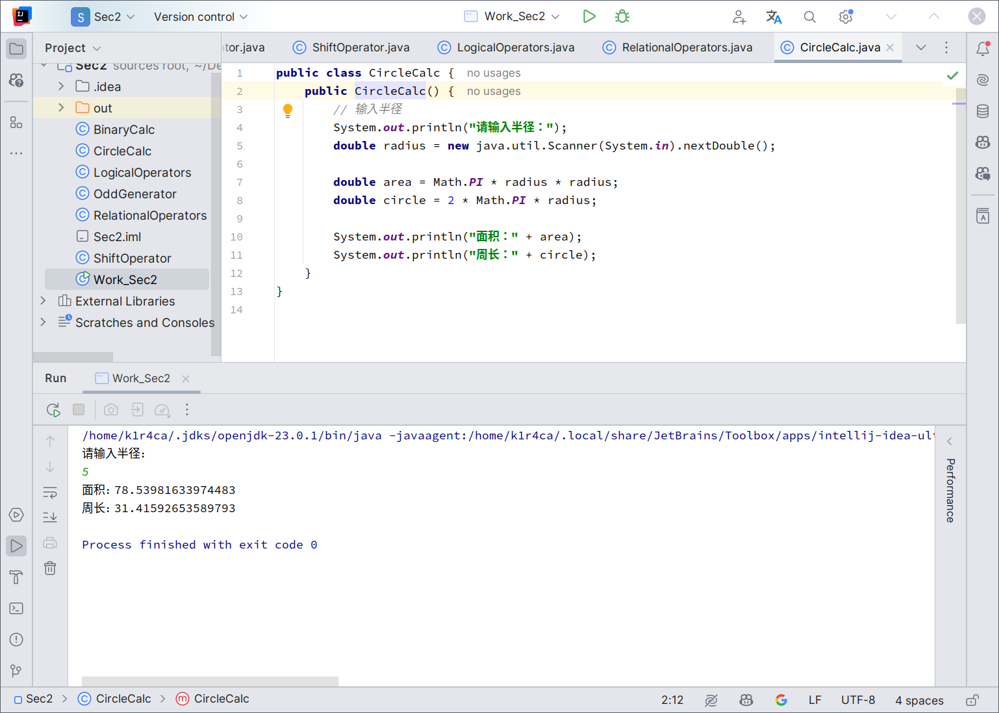 S Sec2 Version control Work_Sec2
Project tor.java ShiftOperator.java LogicalOperators.java RelationalOperators.java CircleCalc.java
Sec2 sources root, ~/De
.idea
out
BinaryCalc
CircleCalc
LogicalOperators
OddGenerator
RelationalOperators
Sec2.iml
ShiftOperator
Work_Sec2
External Libraries
Scratches and Consoles
1 public class CircleCalc { no usages
2 public CircleCalc() { no usages
3 // 输入半径
4 System.out.println("请输入半径：");
5 double radius = new java.util.Scanner(System.in).nextDouble();
6
7 double area = Math.PI * radius * radius;
8 double circle = 2 * Math.PI * radius;
9
10 System.out.println("面积：" + area);
11 System.out.println("周长：" + circle);
12 }
13 }
14
Run Work_Sec2
/home/k1r4ca/.jdks/openjdk-23.0.1/bin/java -javaagent:/home/k1r4ca/.local/share/JetBrains/Toolbox/apps/intellij-idea-ult
请输入半径：
5
面积：78.53981633974483
周长：31.41592653589793
Process finished with exit code 0
Performance
Sec2 CircleCalc CircleCalc 2:12 LF UTF-8 4 spaces